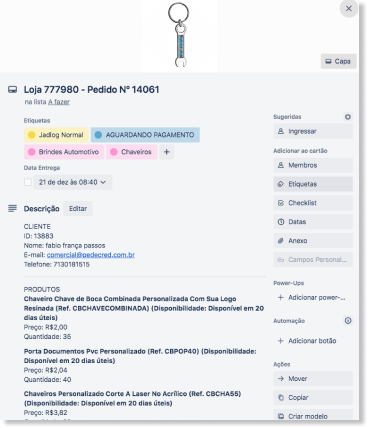 Capa
Loja 777980 - Pedido N° 14061
na lista A fazer
Etiquetas
Jadlog Normal
AGUARDANDO PAGAMENTO
Brindes Automotivo
Chaveiros
+
Data Entrega
21 de dez às 08:40
Descrição
Editar
CLIENTE
ID: 13883
Nome: fabio frança passos
E-mail: comercial@pedecred.com.br
Telefone: 7130181515
PRODUTOS
Chaveiro Chave de Boca Combinada Personalizada Com Sua Logo
Resinada (Ref. CBCHAVECOMBINADA) (Disponibilidade: Disponível em 20
dias úteis)
Preço: R$2,00
Quantidade: 35
Porta Documentos Pvc Personalizado (Ref. CBPOP40) (Disponibilidade:
Disponível em 20 dias úteis)
Preço: R$2,04
Quantidade: 40
Chaveiros Personalizado Corte A Laser No Acrílico (Ref. CBCHA55)
(Disponibilidade: Disponível em 20 dias úteis)
Preço: R$3,82
Sugeridas
Ingressar
Adicionar ao cartão
Membros
Etiquetas
Checklist
Datas
Anexo
Campos Personal...
Power-Ups
+ Adicionar power-...
Automação
+ Adicionar botão
Ações
Mover
Copiar
Criar modelo